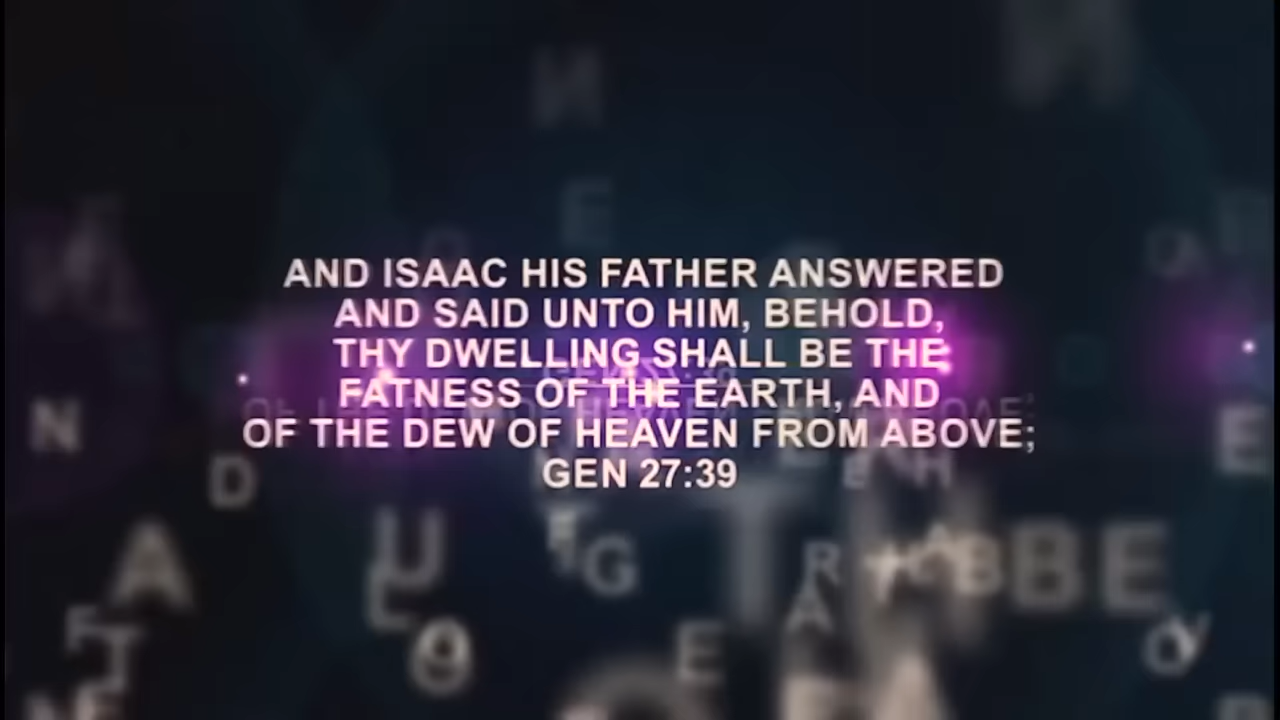 AND ISAAC HIS FATHER ANSWERED
AND SAID UNTO HIM, BEHOLD,
THY DWELLING SHALL BE THE
FATNESS OF THE EARTH, AND
OF THE DEW OF HEAVEN FROM ABOVE;
GEN 27:39